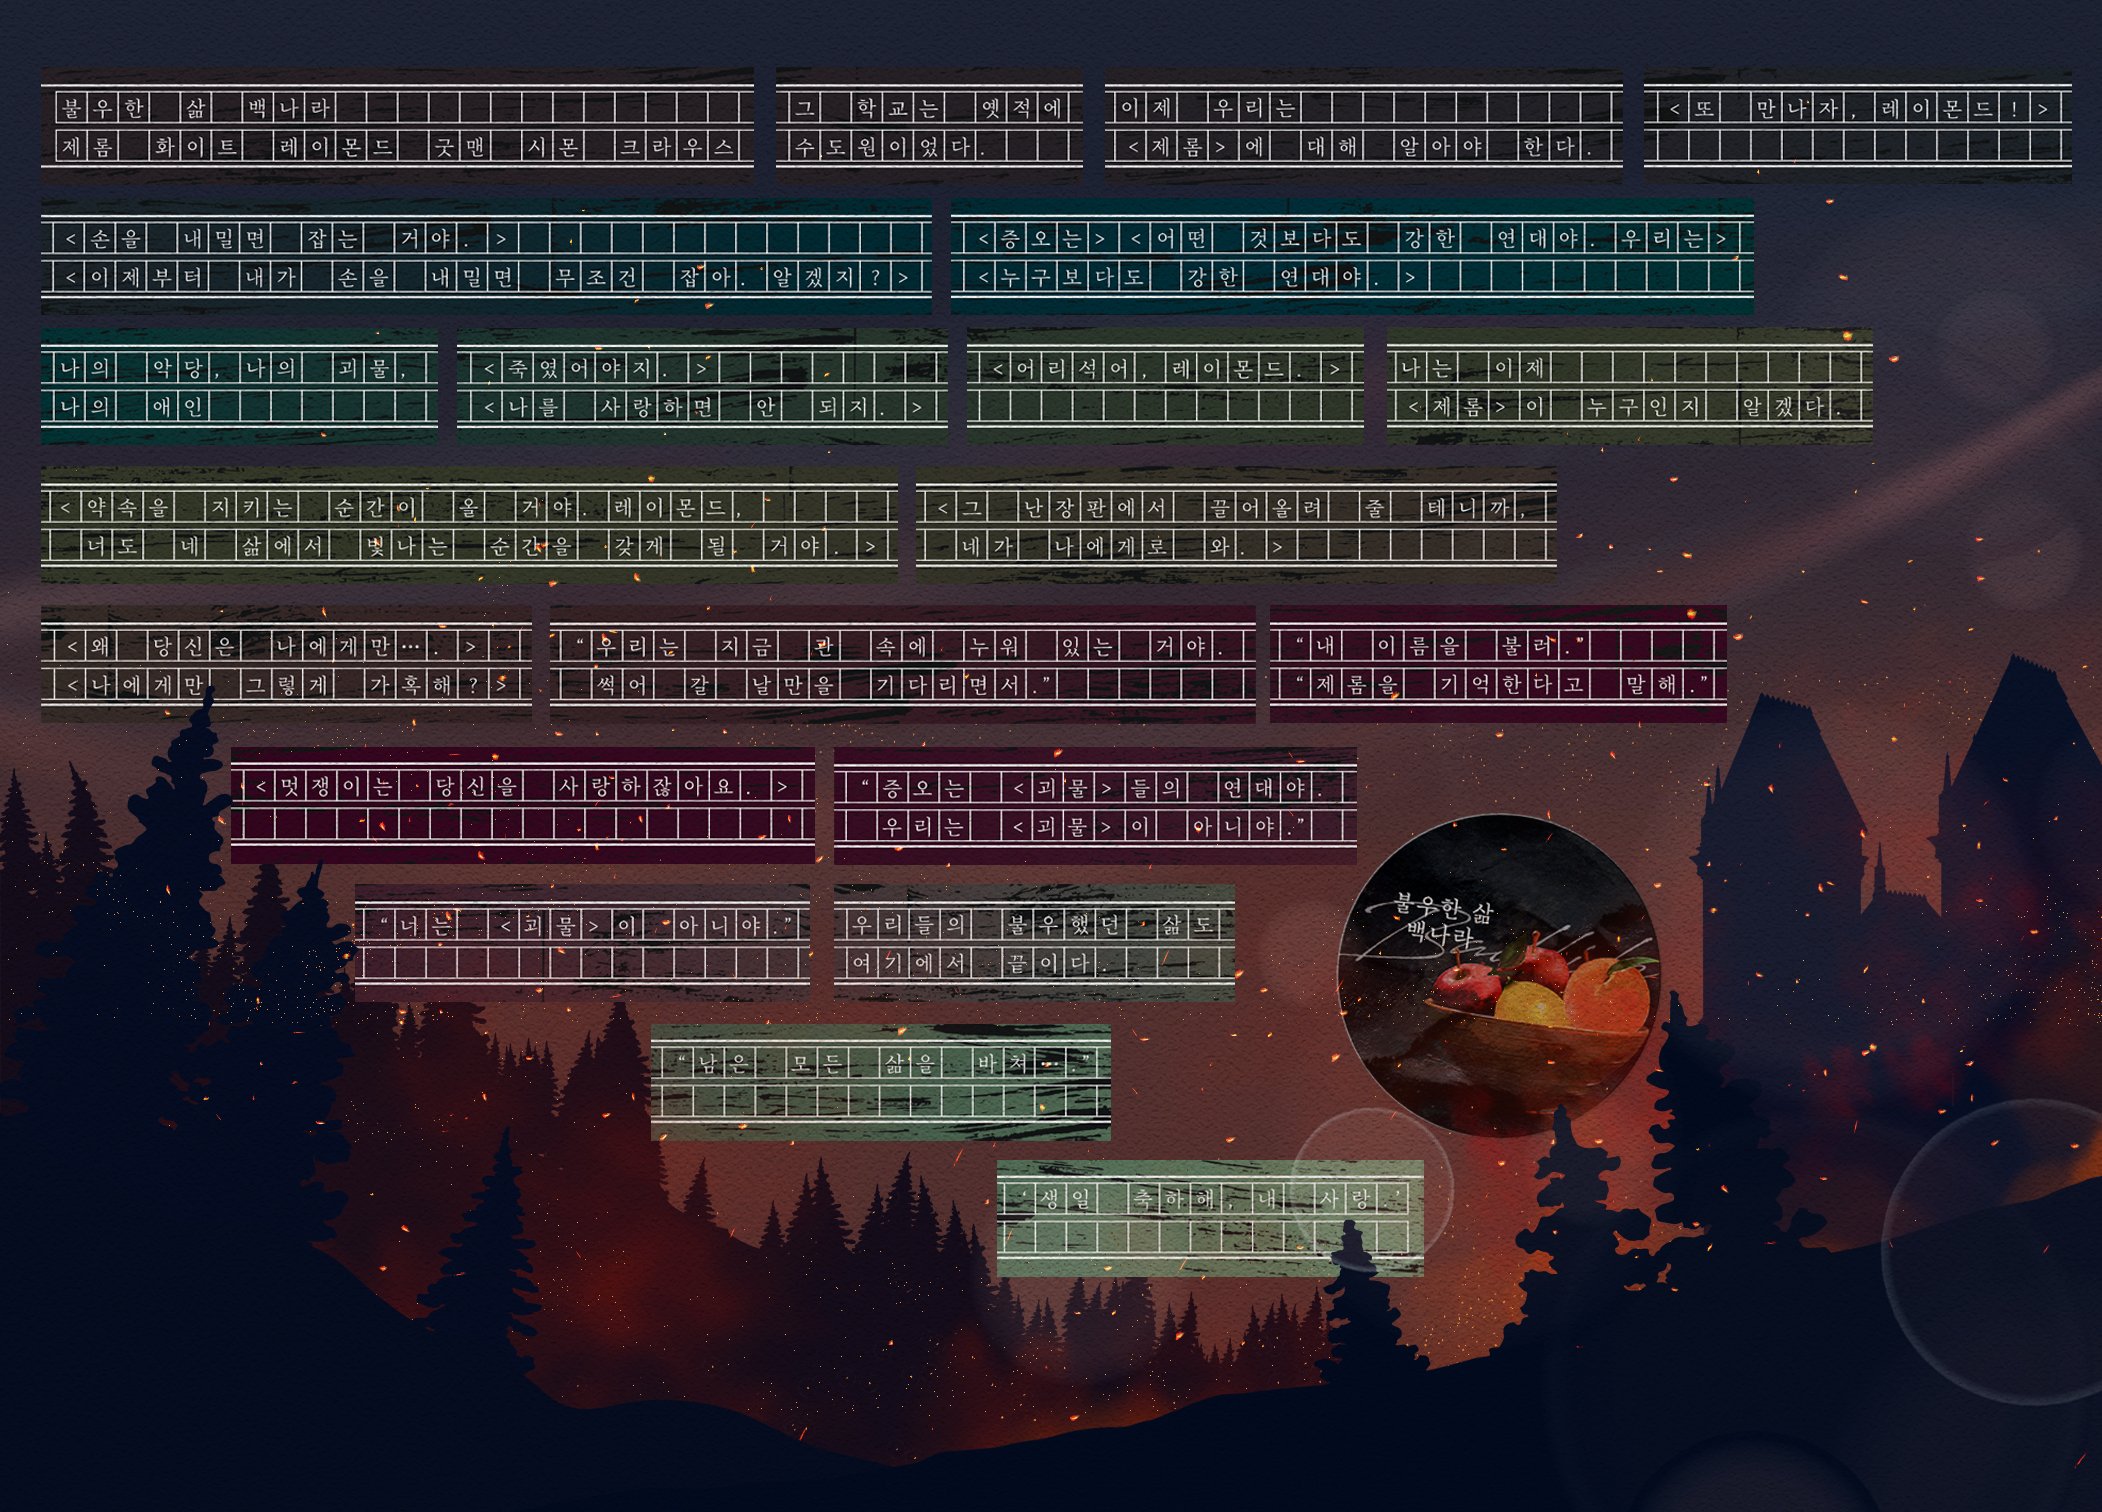 불우한 삶 백나라
제롬 화이트 레이몬드 굿맨 시몬 크라우스
그 학교는 옛적에
수도원이었다.
이제 우리는
<제롬>에 대해 알아야 한다.
<또 만나자, 레이몬드!>
<손을 내밀면 잡는 거야.>
<이제부터 내가 손을 내밀면 무조건 잡아. 알겠지?>
<증오는> <어떤 것보다도 강한 연대야. 우리는>
<누구보다도 강한 연대야.>
나의 악당, 나의 괴물,
나의 애인
<죽였어야지.>
<나를 사랑하면 안 되지.>
<어리석어, 레이몬드.>
나는 이제
<제롬>이 누구인지 알겠다.
<약속을 지키는 순간이 올 거야. 레이몬드,
너도 네 삶에서 빛나는 순간을 갖게 될 거야.>
<그 난장판에서 끌어올려 줄 테니까,
네가 나에게로 와.>
<왜 당신은 나에게만….>
<나에게만 그렇게 가혹해?>
“우리는 지금 관 속에 누워 있는 거야.
썩어 갈 날만을 기다리면서.”
“내 이름을 불러.”
“제롬을 기억한다고 말해.”
<멋쟁이는 당신을 사랑하잖아요.>
“증오는 <괴물>들의 연대야.
우리는 <괴물>이 아니야.”
“너는 <괴물>이 아니야.”
우리들의 불우했던 삶도
여기에서 끝이다.
불우한 삶
백나라
“남은 모든 삶을 바쳐….”
‘생일 축하해, 내 사랑.’